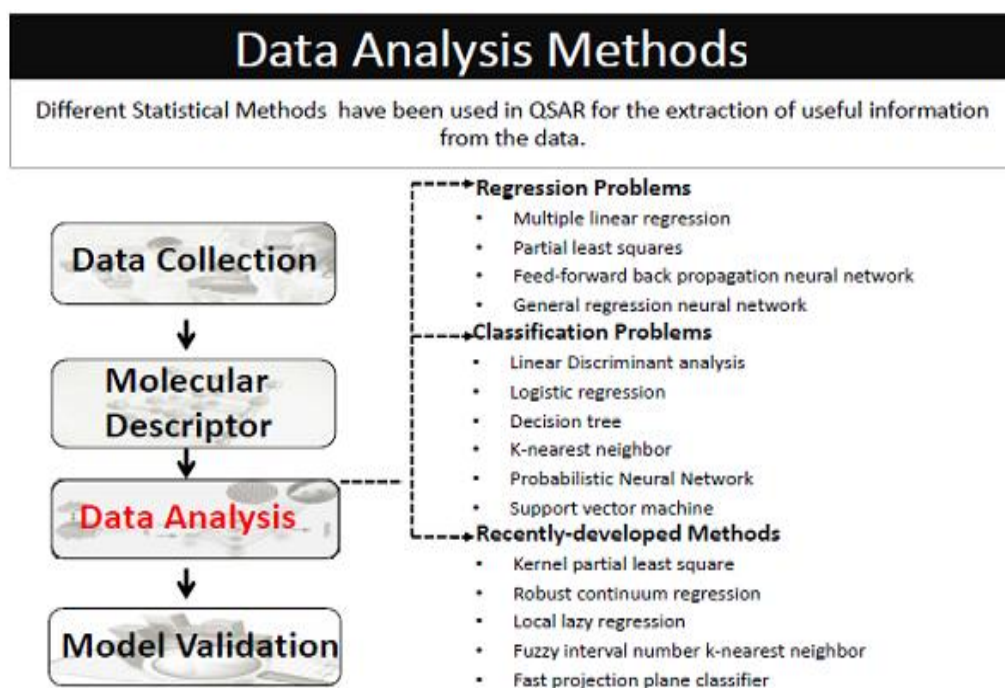 Data Analysis Methods
Different Statistical Methods have been used in QSAR for the extraction of useful information
from the data.
Data Collection
Molecular
Descriptor
Data Analysis
Model Validation
Regression Problems
• Multiple linear regression
• Partial least squares
• Feed-forward back propagation neural network
• General regression neural network
Classification Problems
• Linear Discriminant analysis
• Logistic regression
• Decision tree
• K-nearest neighbor
• Probabilistic Neural Network
• Support vector machine
Recently-developed Methods
• Kernel partial least square
• Robust continuum regression
• Local lazy regression
• Fuzzy interval number k-nearest neighbor
• Fast projection plane classifier